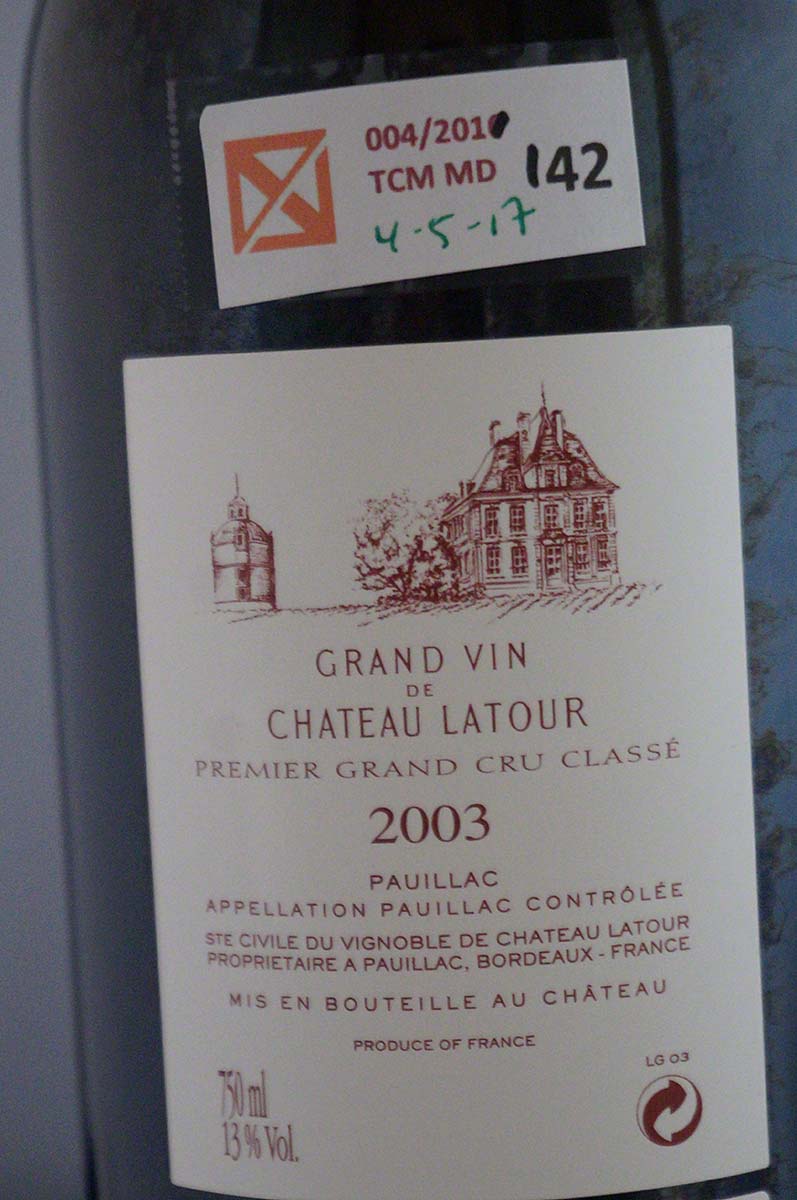 004/201
TCM MD 142
4-5-17
GRAND VIN
DE
CHATEAU LATOUR
PREMIER GRAND CRU CLASSÉ
2003
PAUILLAC
APPELLATION PAUILLAC CONTRÔLÉE
STE CIVILE DU VIGNOBLE DE CHATEAU LATOUR
PROPRIETAIRE A PAUILLAC, BORDEAUX - FRANCE
MIS EN BOUTEILLE AU CHÂTEAU
PRODUCE OF FRANCE
LG 03
750 ml
13 % Vol.